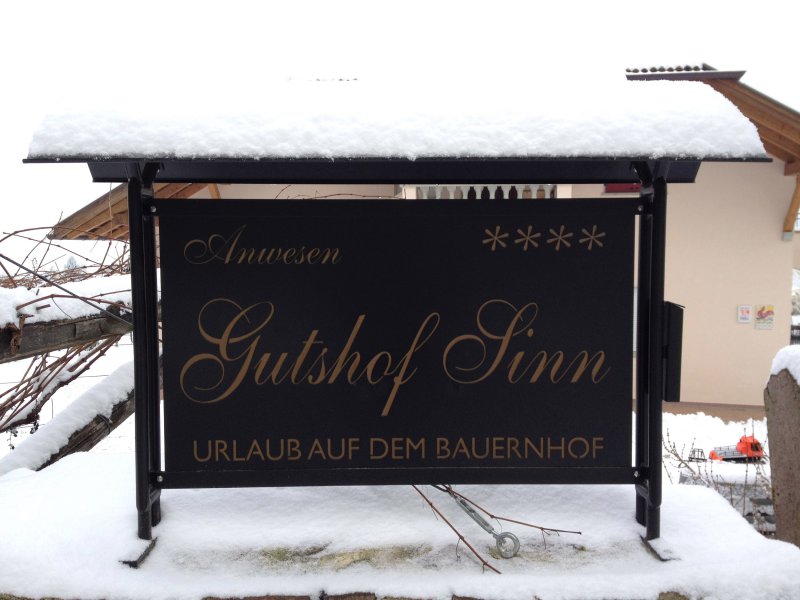 Anwesen ****
Gutshof Sinn
URLAUB AUF DEM BAUERNHOF